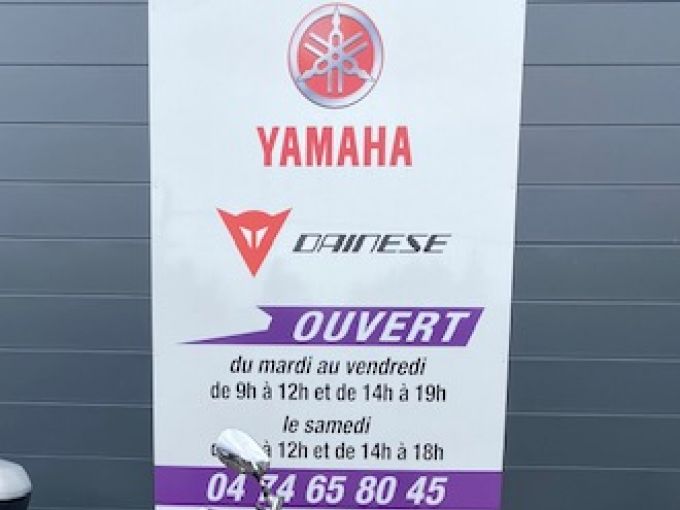 YAMAHA
DAINESE
OUVERT
du mardi au vendredi
de 9h à 12h et de 14h à 19h
le samedi
à 12h et de 14h à 18h
04 74 65 80 45